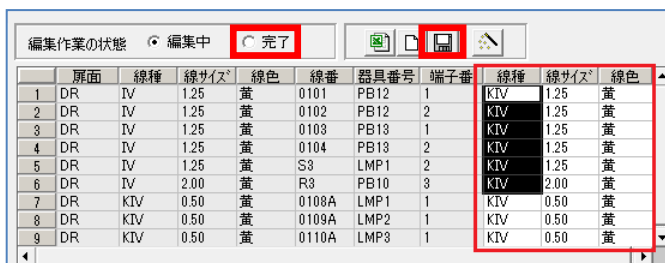 編集作業の状態 編集中 完了
扉面 線種 線サイズ 線色 線番 器具番号 端子番 線種 線サイズ 線色
1 DR IV 1.25 黄 0101 PB12 1 KIV 1.25 黄
2 DR IV 1.25 黄 0102 PB12 2 KIV 1.25 黄
3 DR IV 1.25 黄 0103 PB13 1 KIV 1.25 黄
4 DR IV 1.25 黄 0104 PB13 2 KIV 1.25 黄
5 DR IV 1.25 黄 S3 LMP1 2 KIV 1.25 黄
6 DR IV 2.00 黄 R3 PB10 3 KIV 2.00 黄
7 DR KIV 0.50 黄 0108A LMP1 1 KIV 0.50 黄
8 DR KIV 0.50 黄 0109A LMP2 1 KIV 0.50 黄
9 DR KIV 0.50 黄 0110A LMP3 1 KIV 0.50 黄